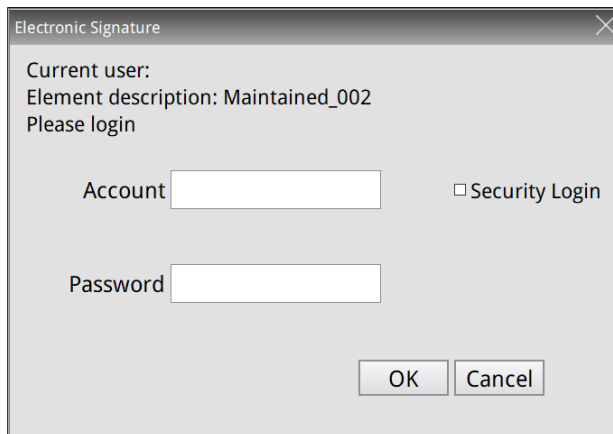 Electronic Signature
Current user:
Element description: Maintained_002
Please login
Account
Security Login
Password
OK
Cancel